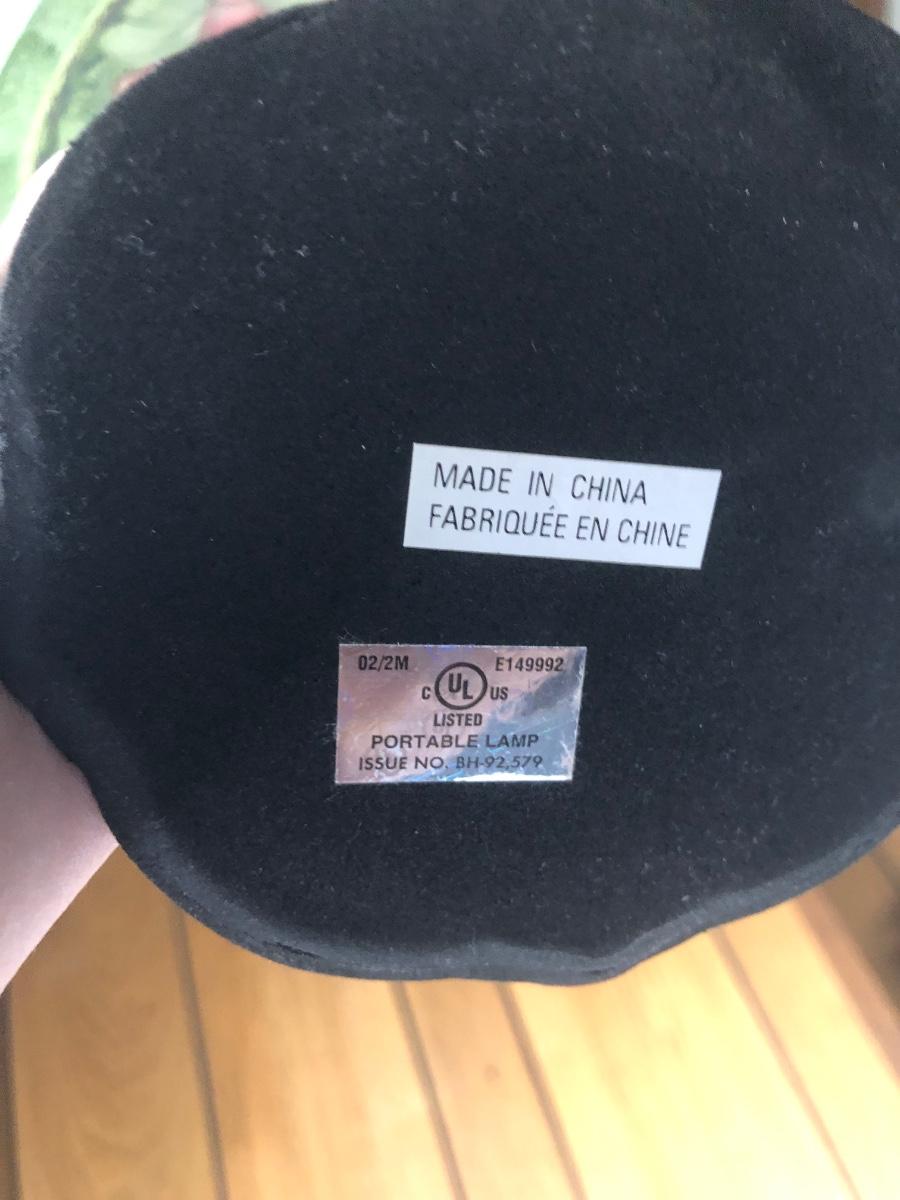 MADE IN CHINA
FABRIQUÉE EN CHINE
02/2M E149992
C UL US
LISTED
PORTABLE LAMP
ISSUE NO. BH-92,579